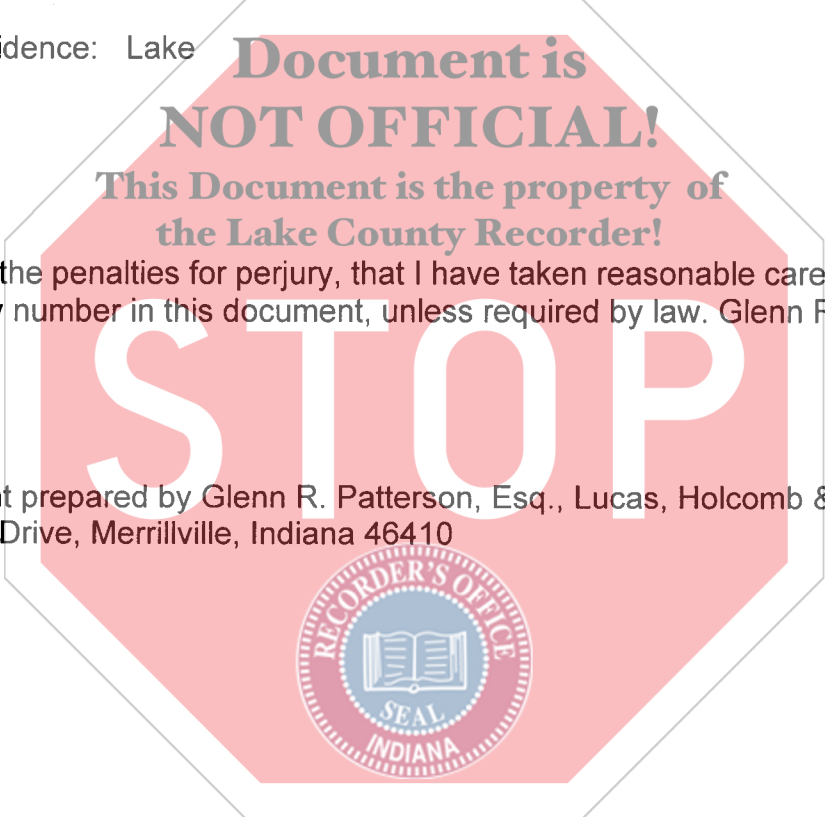 idence: Lake
Document is
NOT OFFICIAL!
This Document is the property of
the Lake County Recorder!
the penalties for perjury, that I have taken reasonable care
number in this document, unless required by law. Glenn
STOP
prepared by Glenn R. Patterson, Esq., Lucas, Holcomb &
Drive, Merrillville, Indiana 46410
RECORDER'S OFFICE
SEAL
INDIANA